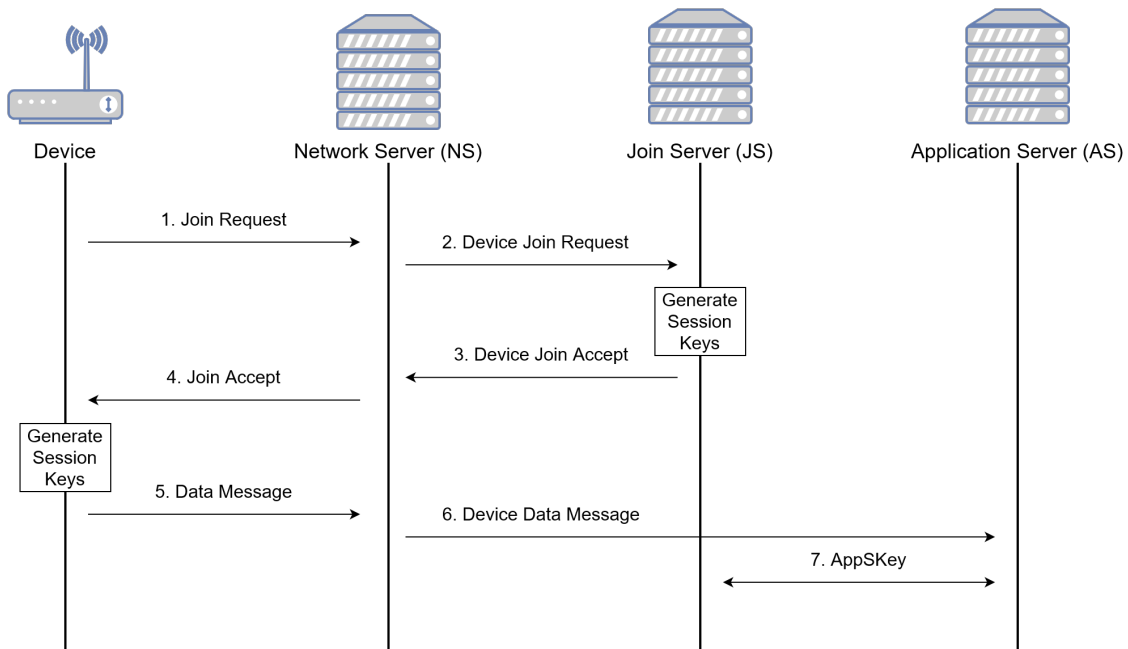 Device
Network Server (NS)
Join Server (JS)
Application Server (AS)
1. Join Request
2. Device Join Request
Generate
Session
Keys
3. Device Join Accept
4. Join Accept
Generate
Session
Keys
5. Data Message
6. Device Data Message
7. AppSKey